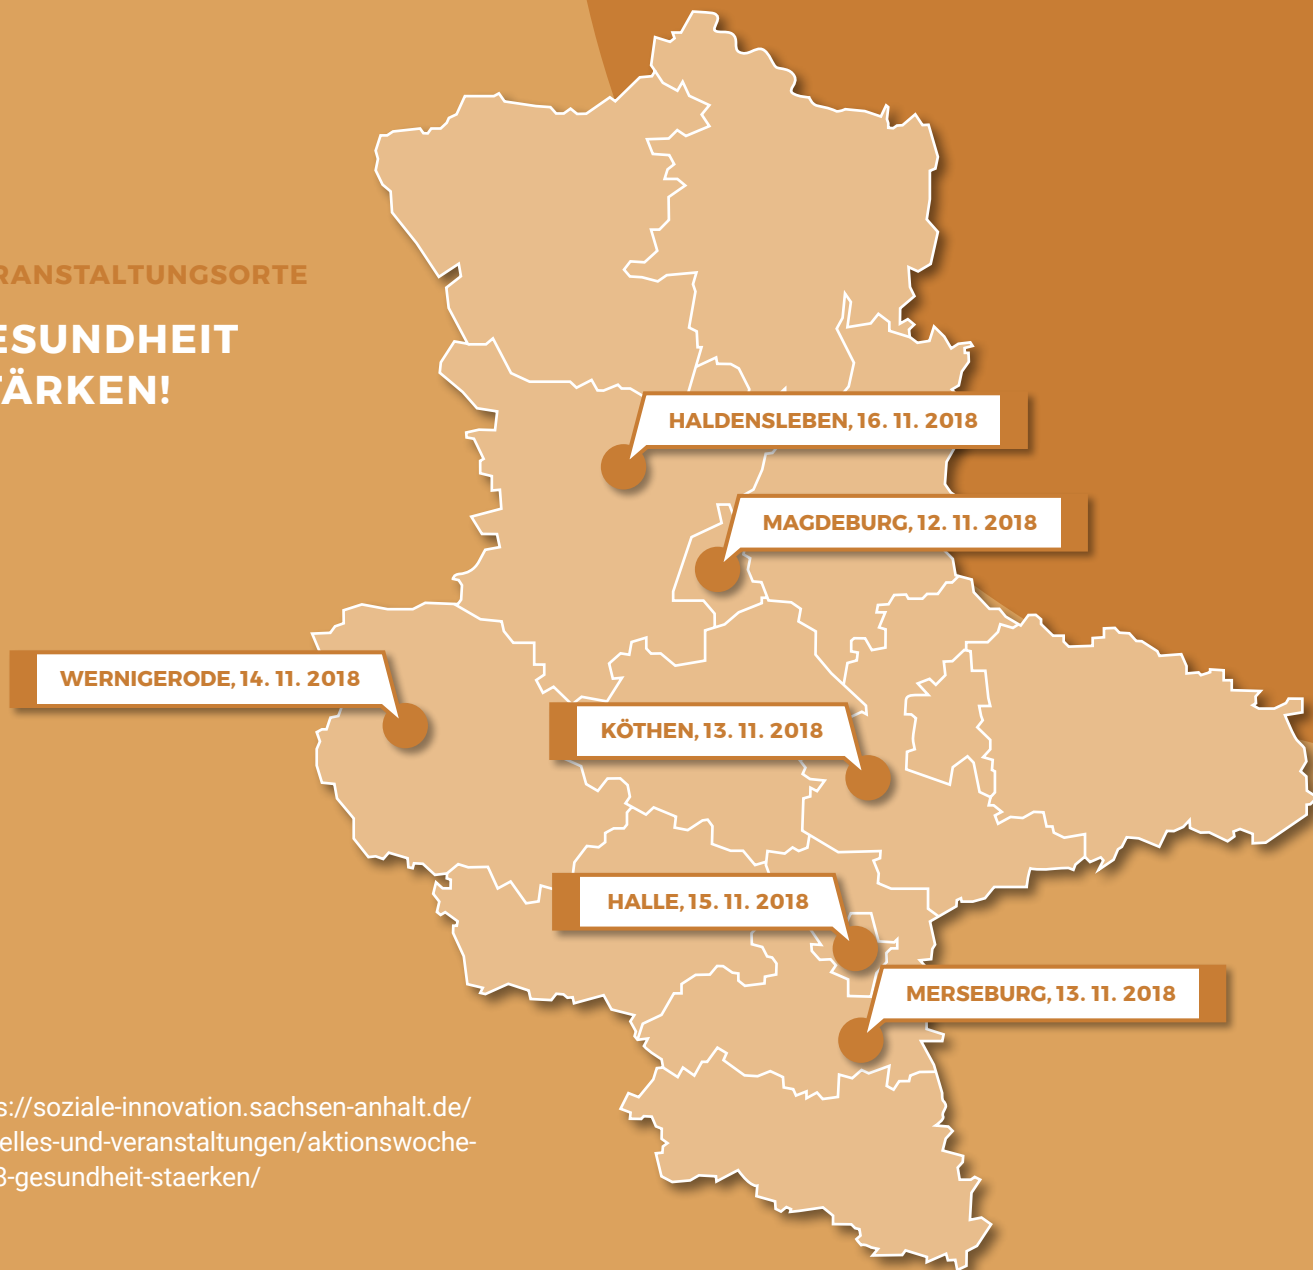 RANSTALTUNGSORTE
ESUNDHEIT
TÄRKEN!
HALDENSLEBEN, 16. 11. 2018
MAGDEBURG, 12. 11. 2018
WERNIGERODE, 14. 11. 2018
KÖTHEN, 13. 11. 2018
HALLE, 15. 11. 2018
MERSEBURG, 13. 11. 2018
s://soziale-innovation.sachsen-anhalt.de/
elles-und-veranstaltungen/aktionswoche-
8-gesundheit-staerken/